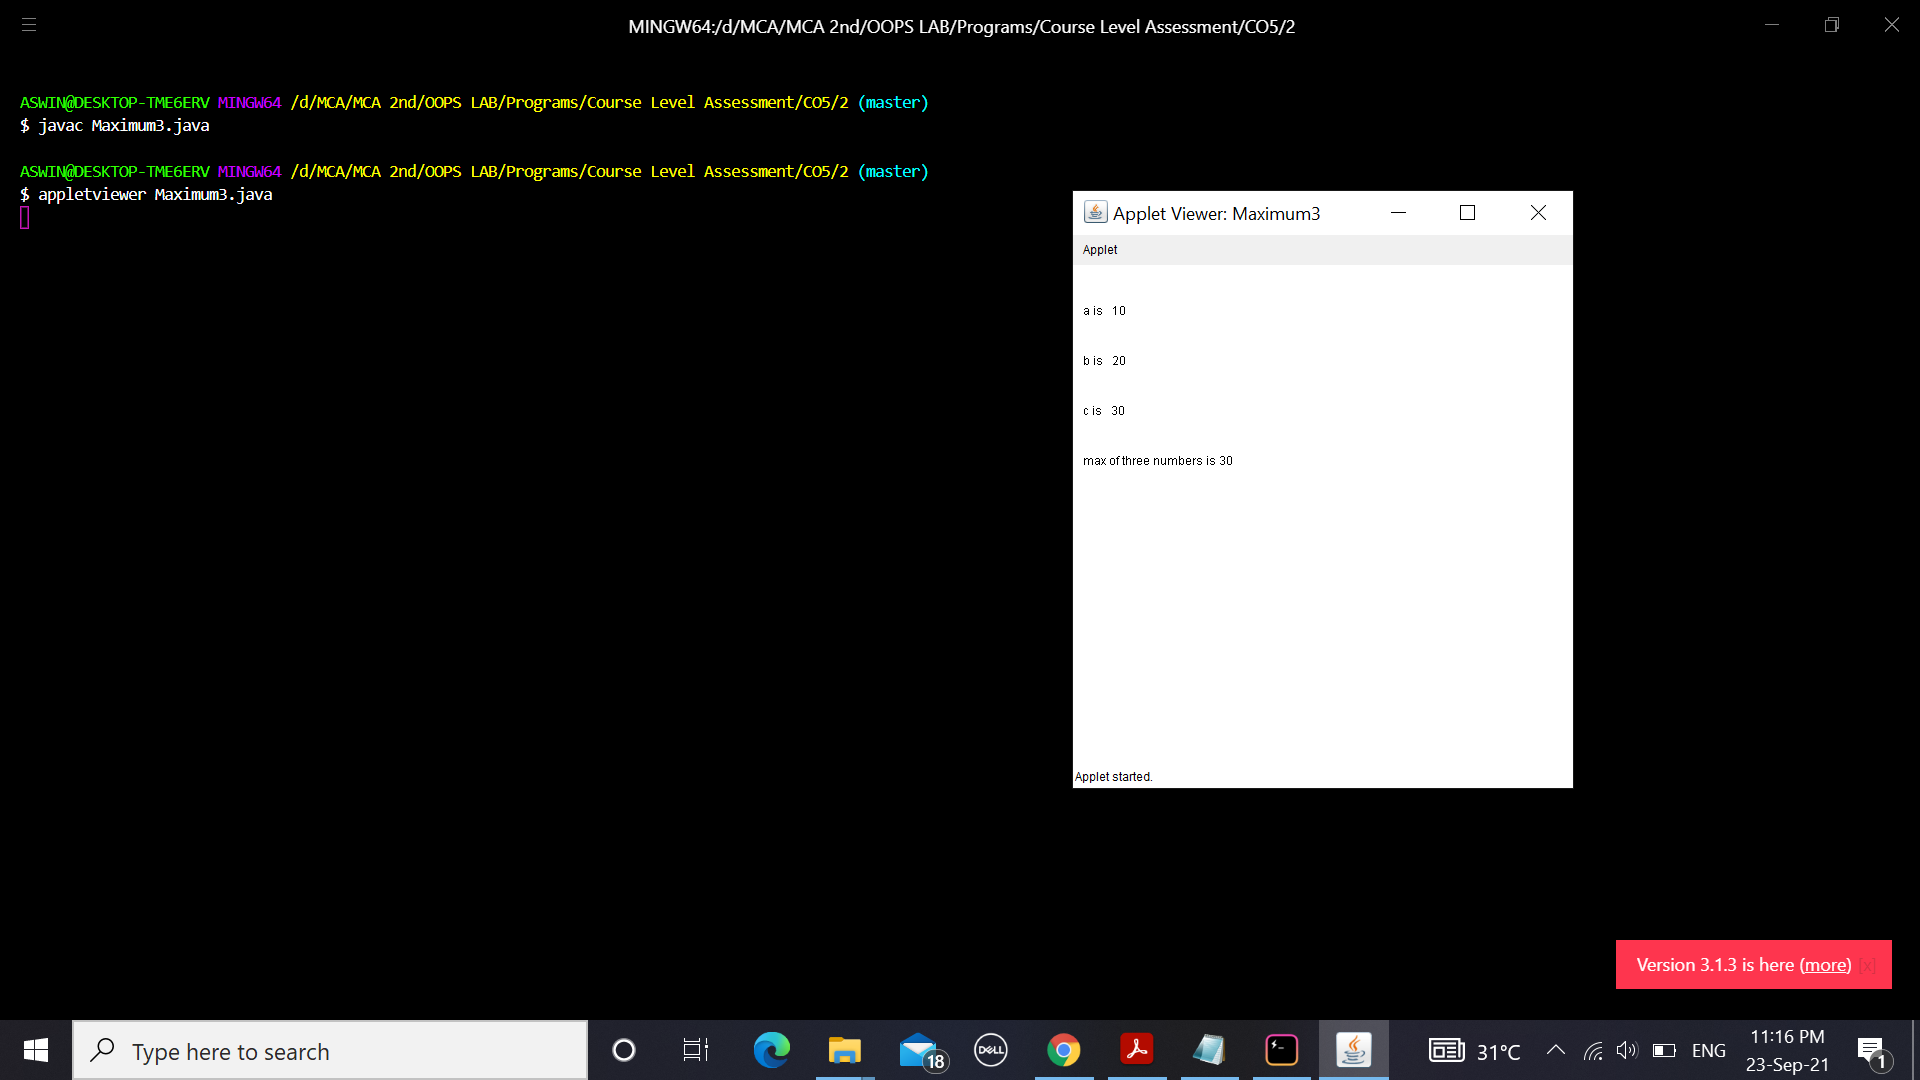 MINGW64:/d/MCA/MCA 2nd/OOPS LAB/Programs/Course Level Assessment/CO5/2
ASWIN@DESKTOP-TME6ERV MINGW64 /d/MCA/MCA 2nd/OOPS LAB/Programs/Course Level Assessment/CO5/2 (master)
$ javac Maximum3.java
ASWIN@DESKTOP-TME6ERV MINGW64 /d/MCA/MCA 2nd/OOPS LAB/Programs/Course Level Assessment/CO5/2 (master)
$ appletviewer Maximum3.java
Applet Viewer: Maximum3
Applet
a is 10
b is 20
c is 30
max of three numbers is 30
Applet started.
Version 3.1.3 is here (more) [x]
Type here to search
18
DELL
31°C
ENG
11:16 PM
23-Sep-21
1